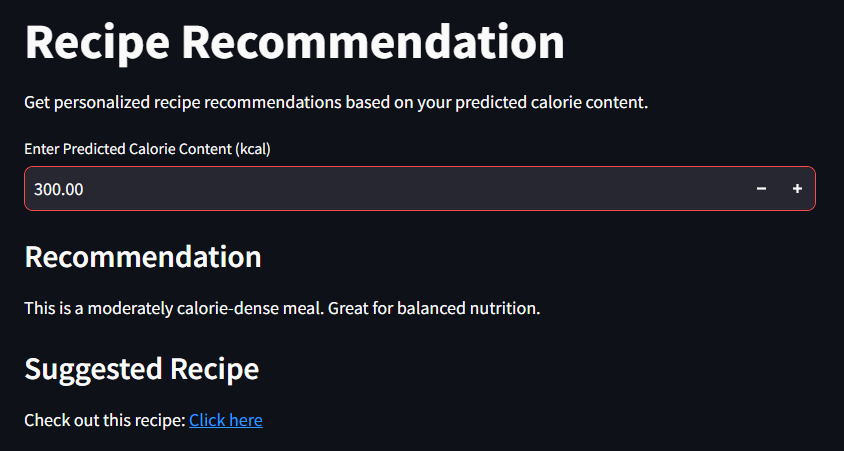 Recipe Recommendation
Get personalized recipe recommendations based on your predicted calorie content.
Enter Predicted Calorie Content (kcal)
300.00
Recommendation
This is a moderately calorie-dense meal. Great for balanced nutrition.
Suggested Recipe
Check out this recipe: Click here